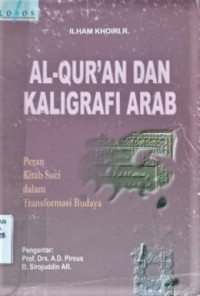 LOGOS
ILHAM KHOIRI R.
AL-QUR'AN DAN
KALIGRAFI ARAB
Peran
Kitab Suci
dalam
Transformasi Budaya
Pengantar:
Prof. Drs. A.D. Pirous
D. Sirojuddin AR.